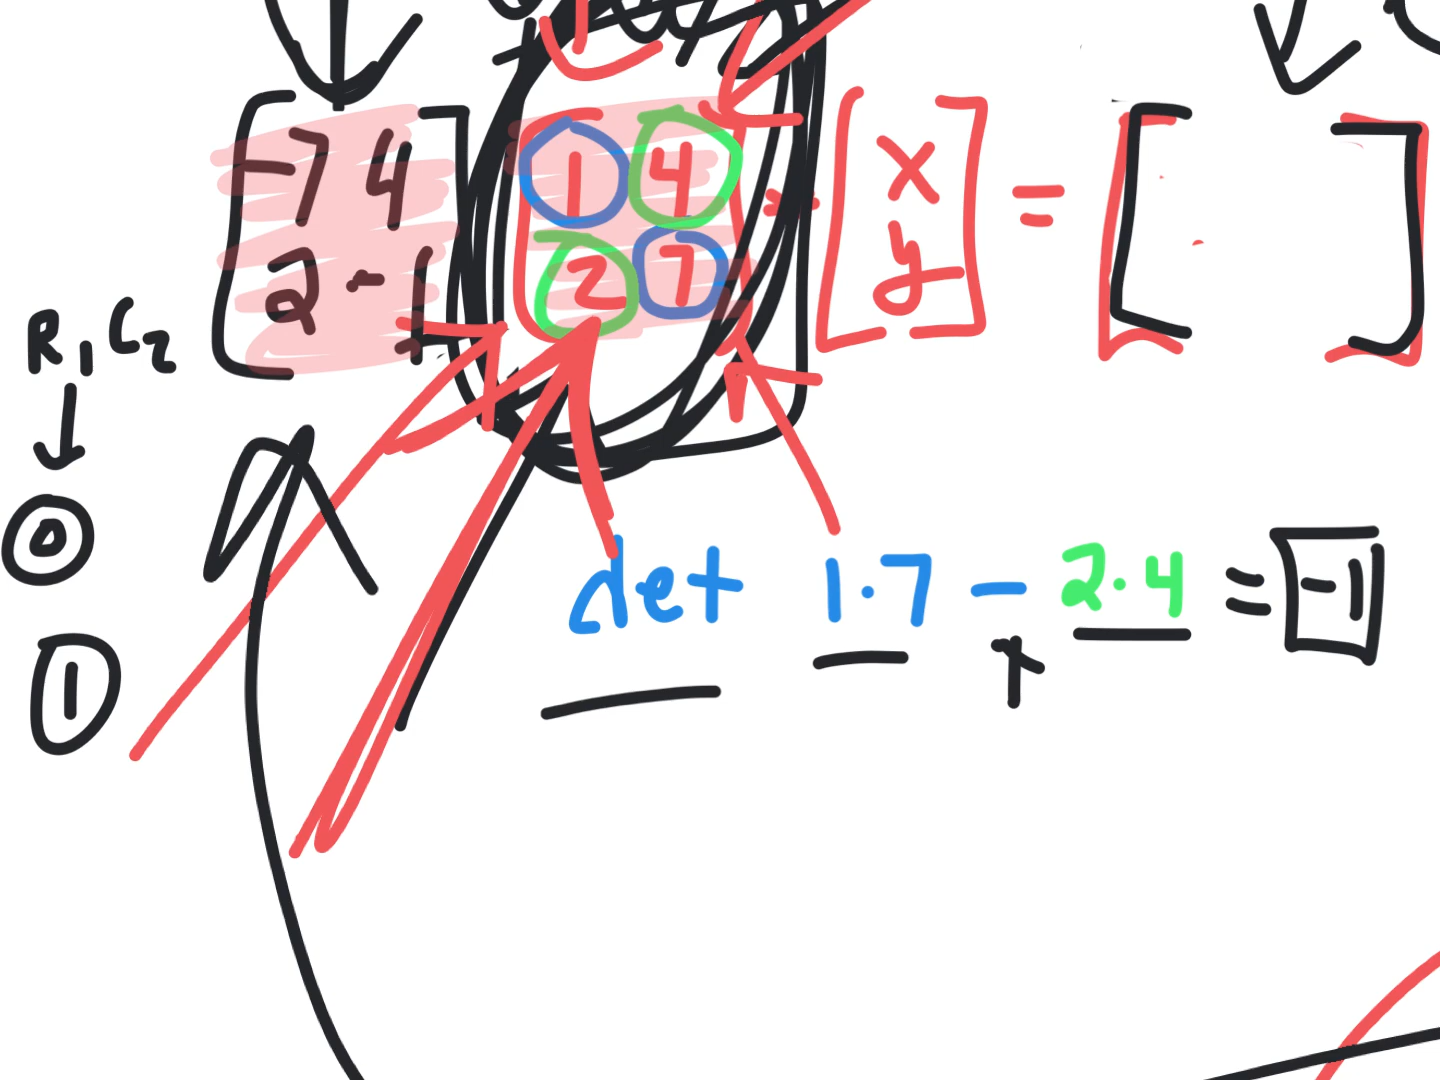 [-7 4 2 -1] [1 4 2 7] * [x y] = [ ]
R1C2
0
1
det 1·7 - 2·4 = -1